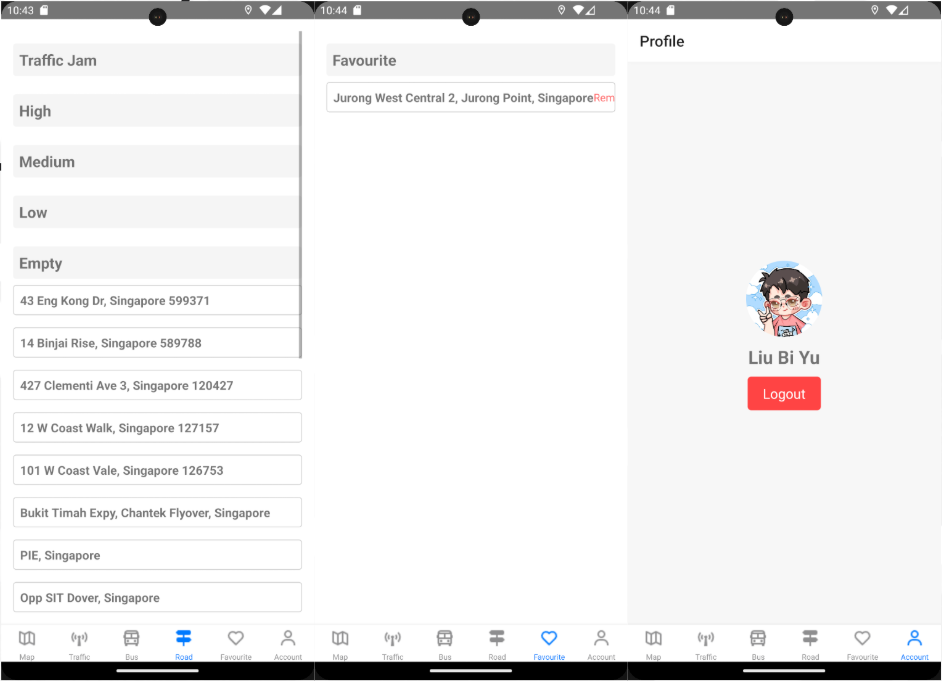 10:43
Traffic Jam
High
Medium
Low
Empty
43 Eng Kong Dr, Singapore 599371
14 Binjai Rise, Singapore 589788
427 Clementi Ave 3, Singapore 120427
12 W Coast Walk, Singapore 127157
101 W Coast Vale, Singapore 126753
Bukit Timah Expy, Chantek Flyover, Singapore
PIE, Singapore
Opp SIT Dover, Singapore
Map Traffic Bus Road Favourite Account
10:44
Favourite
Jurong West Central 2, Jurong Point, SingaporeRem
Map Traffic Bus Road Favourite Account
10:44
Profile
Liu Bi Yu
Logout
Map Traffic Bus Road Favourite Account